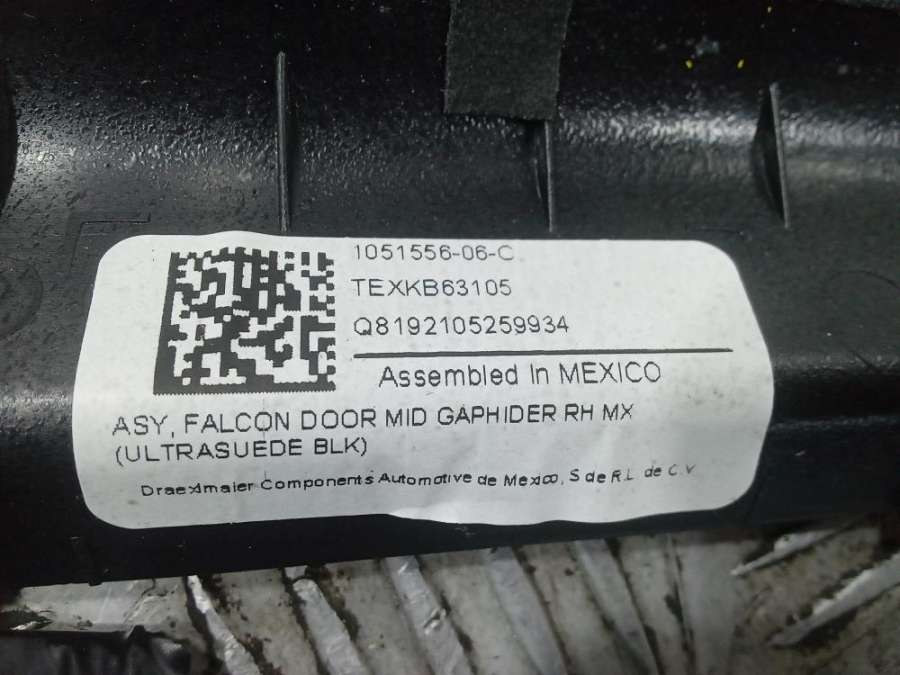 1051556-06-C
TEXKB63105
Q8192105259934
Assembled In MEXICO
ASY, FALCON DOOR MID GAPHIDER RH MX
(ULTRASUEDE BLK)
Draexlmaier Components Automotive de Mexico, S de R.L. de C.V